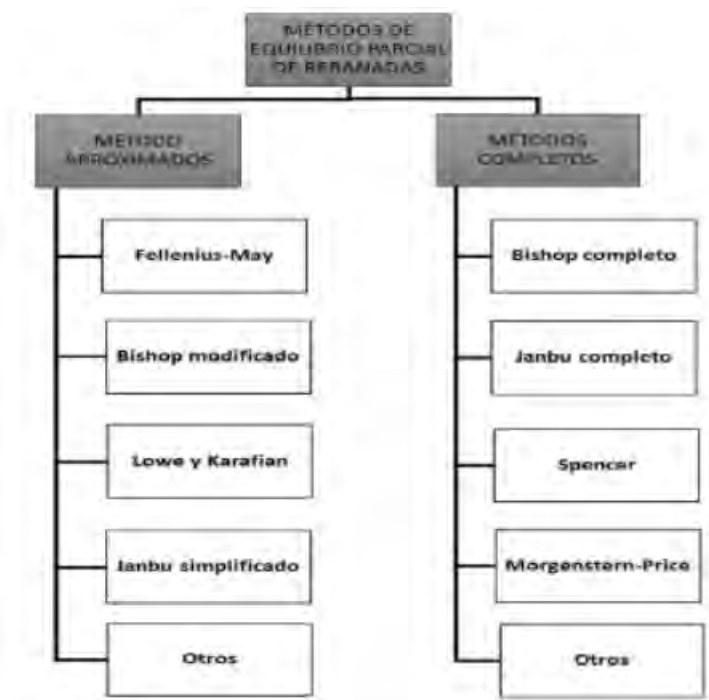 MÉTODOS DE
EQUILIBRIO PARCIAL
DE REBANADAS
METODO
APROXIMADOS
MÉTODOS
COMPLETOS
Fellenius-May
Bishop modificado
Lowe y Karafian
Janbu simplificado
Otros
Bishop completo
Janbu completo
Spencer
Morgenstern-Price
Otros